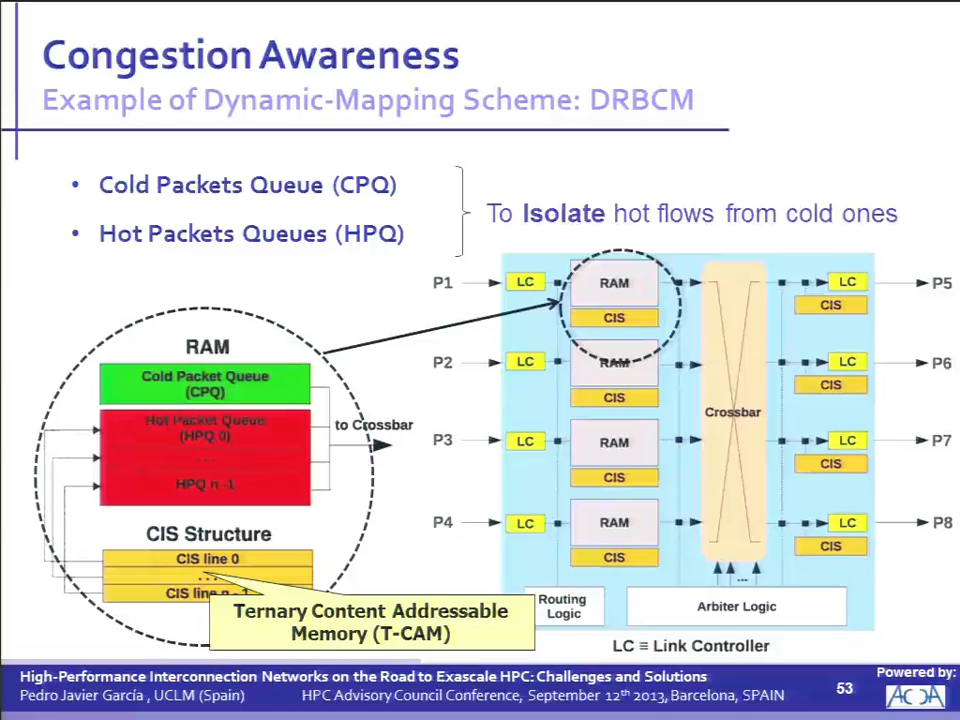 Congestion Awareness
Example of Dynamic-Mapping Scheme: DRBCM
• Cold Packets Queue (CPQ)
• Hot Packets Queues (HPQ)
To Isolate hot flows from cold ones
RAM
Cold Packet Queue
(CPQ)
Hot Packet Queue
(HPQ 0)
. . .
HPQ n -1
to Crossbar
CIS Structure
CIS line 0
. . .
CIS line n - 1
Ternary Content Addressable
Memory (T-CAM)
P1 LC RAM LC P5
CIS CIS
P2 LC RAM LC P6
CIS CIS
Crossbar
P3 LC RAM LC P7
CIS CIS
P4 LC RAM LC P8
CIS CIS
...
Routing
Logic
Arbiter Logic
LC ≡ Link Controller
High-Performance Interconnection Networks on the Road to Exascale HPC: Challenges and Solutions
Pedro Javier García , UCLM (Spain) HPC Advisory Council Conference, September 12th 2013, Barcelona, SPAIN
53
Powered by: